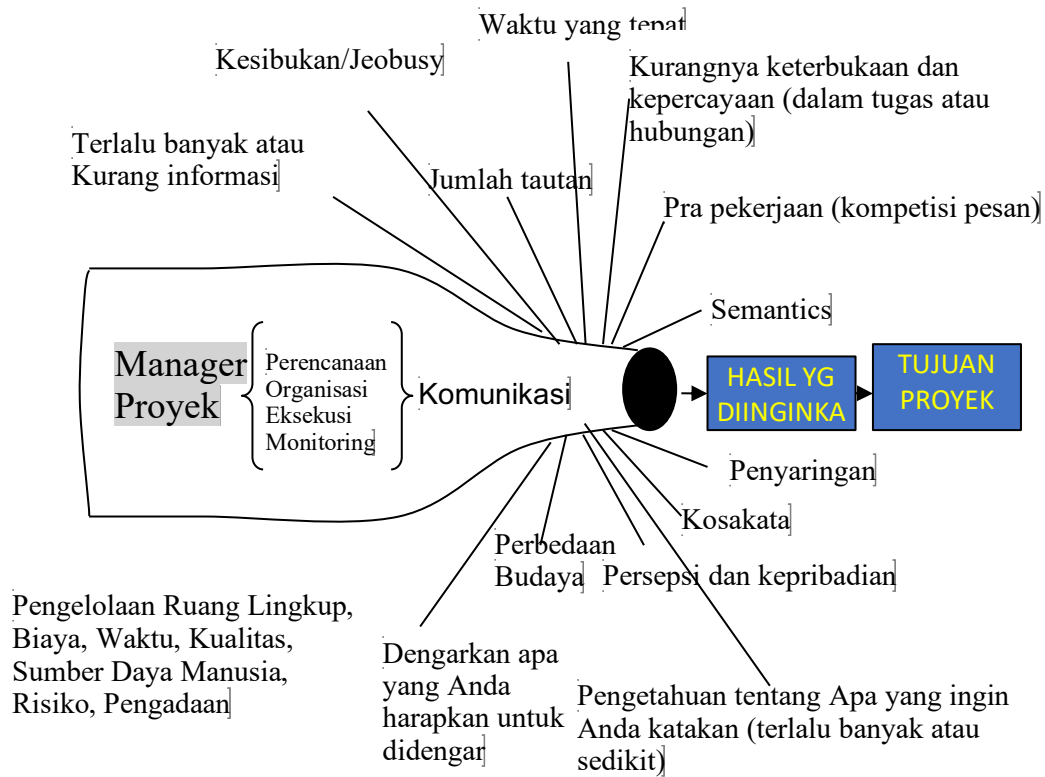 Waktu yang tepat
Kesibukan/Jeobusy
Kurangnya keterbukaan dan
kepercayaan (dalam tugas atau
hubungan)
Terlalu banyak atau
Kurang informasi
Jumlah tautan
Pra pekerjaan (kompetisi pesan)
Semantics
Manager
Proyek
Perencanaan
Organisasi
Eksekusi
Monitoring
Komunikasi
HASIL YG
DIINGINKA
TUJUAN
PROYEK
Penyaringan
Kosakata
Perbedaan
Budaya
Persepsi dan kepribadian
Pengelolaan Ruang Lingkup,
Biaya, Waktu, Kualitas,
Sumber Daya Manusia,
Risiko, Pengadaan
Dengarkan apa
yang Anda
harapkan untuk
didengar
Pengetahuan tentang Apa yang ingin
Anda katakan (terlalu banyak atau
sedikit)